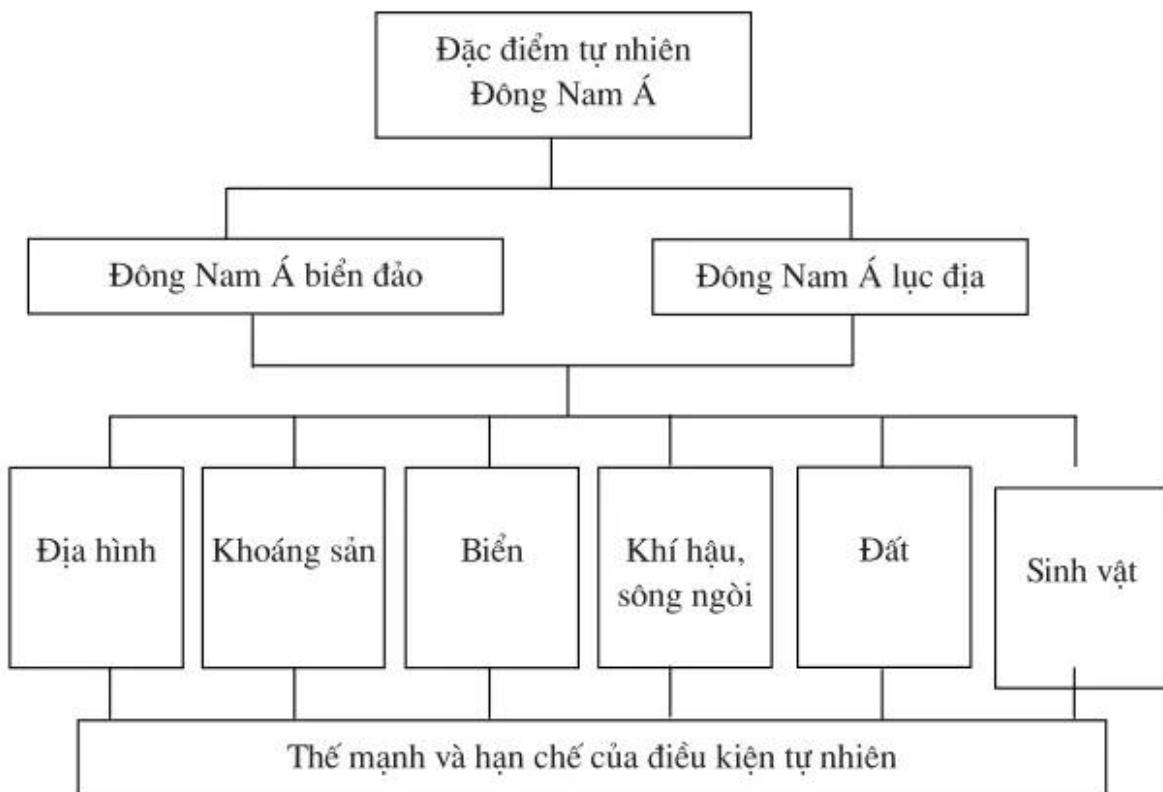 Đặc điểm tự nhiên
Đông Nam Á
Đông Nam Á biển đảo
Đông Nam Á lục địa
Địa hình
Khoáng sản
Biển
Khí hậu,
sông ngòi
Đất
Sinh vật
Thế mạnh và hạn chế của điều kiện tự nhiên